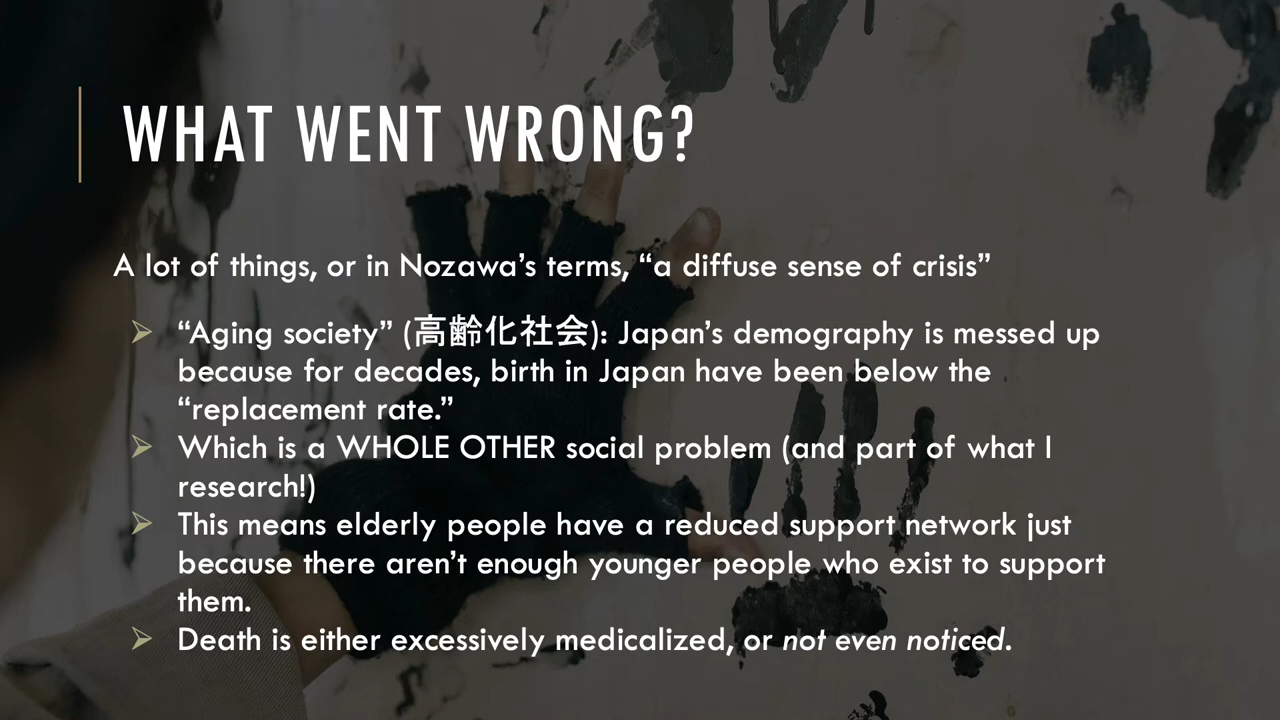 WHAT WENT WRONG?
A lot of things, or in Nozawa’s terms, “a diffuse sense of crisis”
“Aging society” (高齢化社会): Japan’s demography is messed up
because for decades, birth in Japan have been below the
“replacement rate.”
Which is a WHOLE OTHER social problem (and part of what I
research!)
This means elderly people have a reduced support network just
because there aren’t enough younger people who exist to support
them.
Death is either excessively medicalized, or not even noticed.